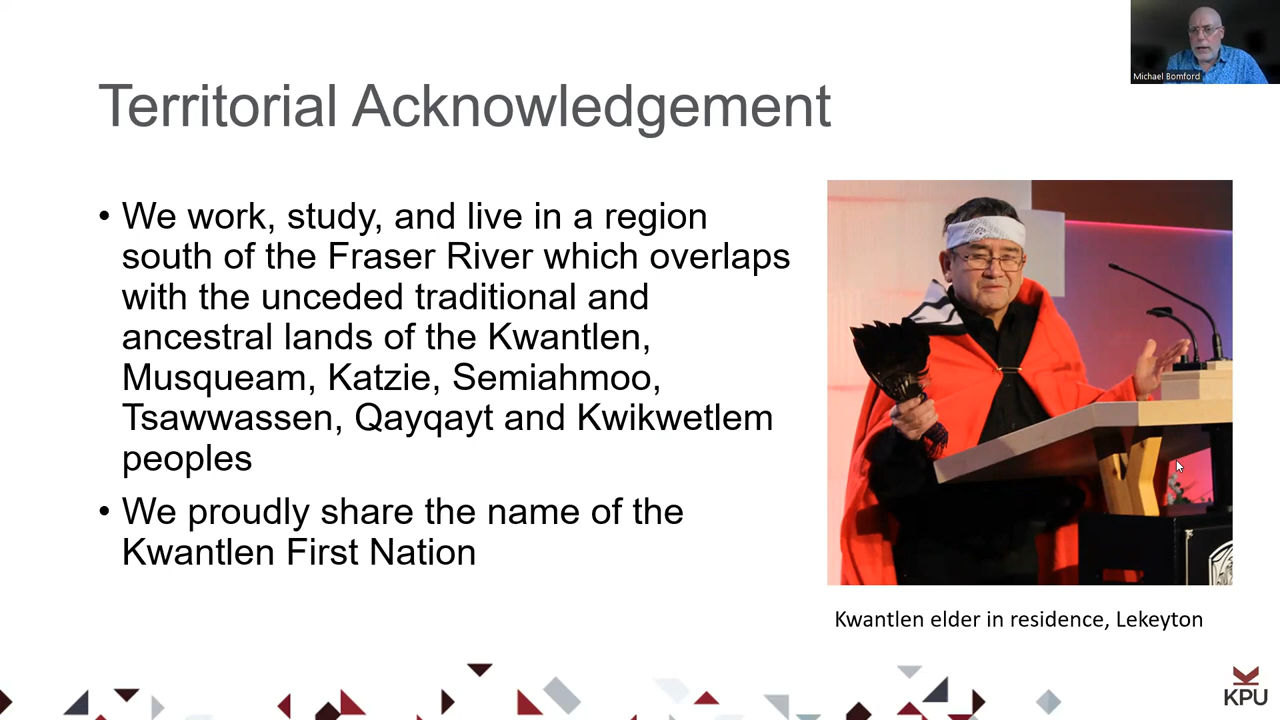 Michael Bomford
Territorial Acknowledgement
• We work, study, and live in a region
south of the Fraser River which overlaps
with the unceded traditional and
ancestral lands of the Kwantlen,
Musqueam, Katzie, Semiahmoo,
Tsawwassen, Qayqayt and Kwikwetlem
peoples
• We proudly share the name of the
Kwantlen First Nation
Kwantlen elder in residence, Lekeyton
KPU